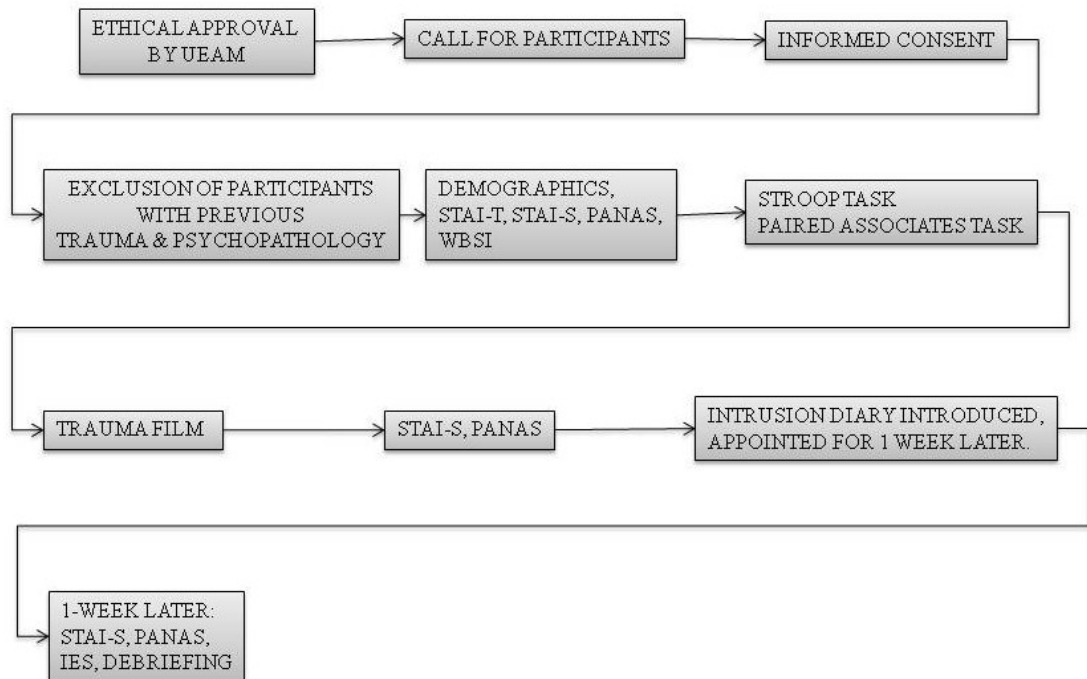 ETHICAL APPROVAL
BY UEAM
CALL FOR PARTICIPANTS
INFORMED CONSENT
EXCLUSION OF PARTICIPANTS
WITH PREVIOUS
TRAUMA & PSYCHOPATHOLOGY
DEMOGRAPHICS,
STAI-T, STAI-S, PANAS,
WBSI
STROOP TASK
PAIRED ASSOCIATES TASK
TRAUMA FILM
STAI-S, PANAS
INTRUSION DIARY INTRODUCED,
APPOINTED FOR 1 WEEK LATER.
1-WEEK LATER:
STAI-S, PANAS,
IES, DEBRIEFING